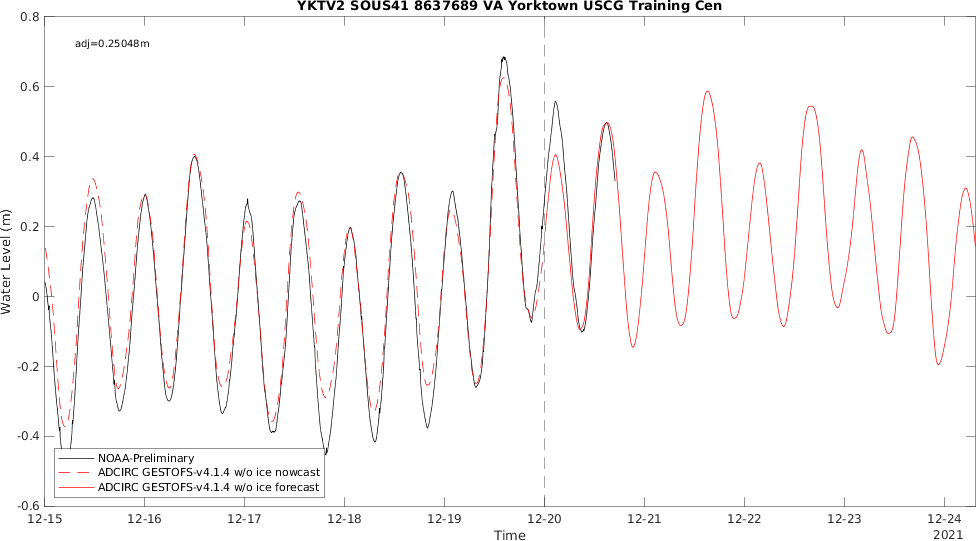 YKTV2 SOUS41 8637689 VA Yorktown USCG Training Cen
adj=0.25048m
0.8
0.6
0.4
0.2
0
-0.2
-0.4
-0.6
Water Level (m)
NOAA-Preliminary
ADCIRC GESTOFS-v4.1.4 w/o ice nowcast
ADCIRC GESTOFS-v4.1.4 w/o ice forecast
12-15 12-16 12-17 12-18 12-19 12-20 12-21 12-22 12-23 12-24
Time
2021